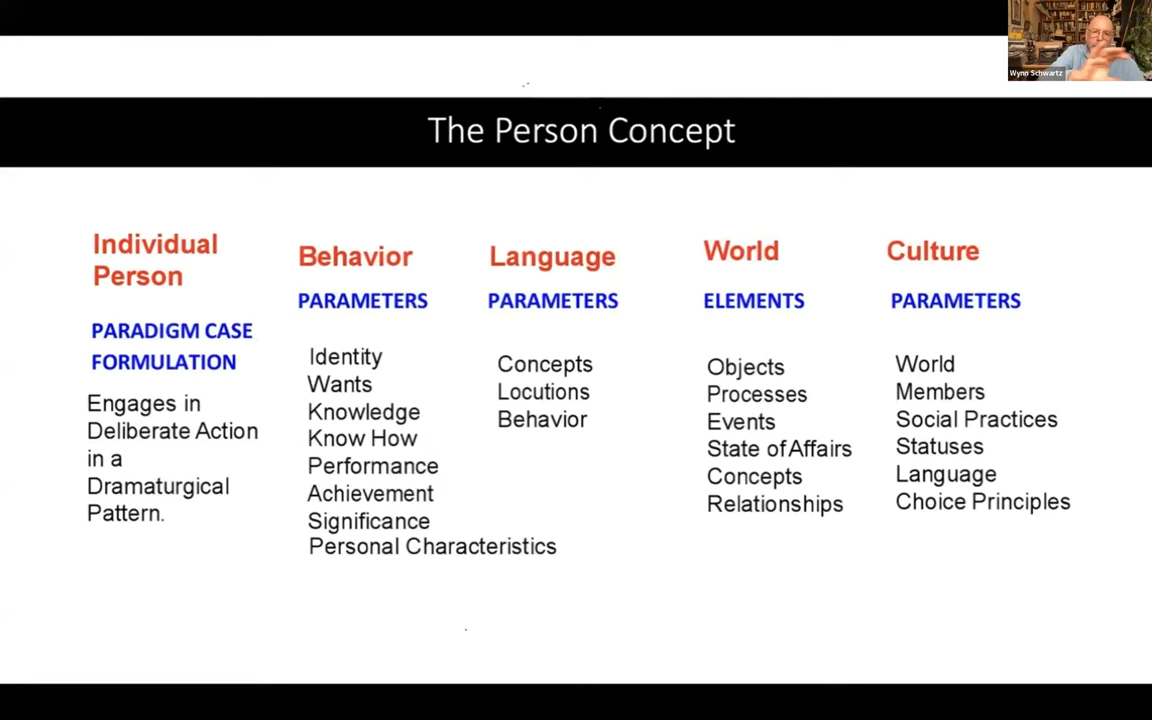 Wynn Schwartz
The Person Concept
Individual
Person
PARADIGM CASE
FORMULATION
Engages in
Deliberate Action
in a
Dramaturgical
Pattern.
Behavior
PARAMETERS
Identity
Wants
Knowledge
Know How
Performance
Achievement
Significance
Personal Characteristics
Language
PARAMETERS
Concepts
Locutions
Behavior
World
ELEMENTS
Objects
Processes
Events
State of Affairs
Concepts
Relationships
Culture
PARAMETERS
World
Members
Social Practices
Statuses
Language
Choice Principles